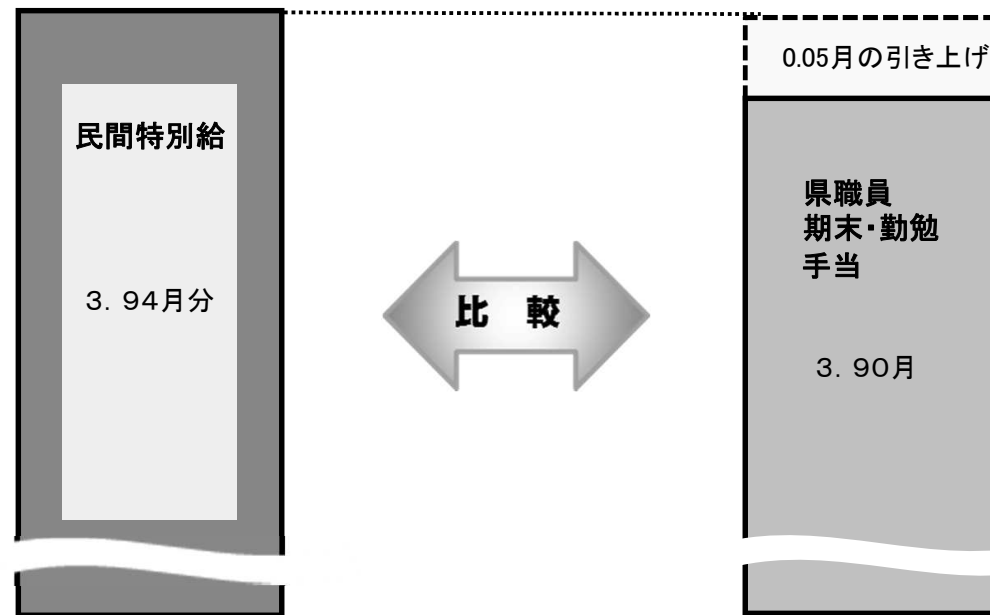 0.05月の引き上げ
民間特別給
県職員
期末・勤勉
手当
3．94月分
比　較
3．90月